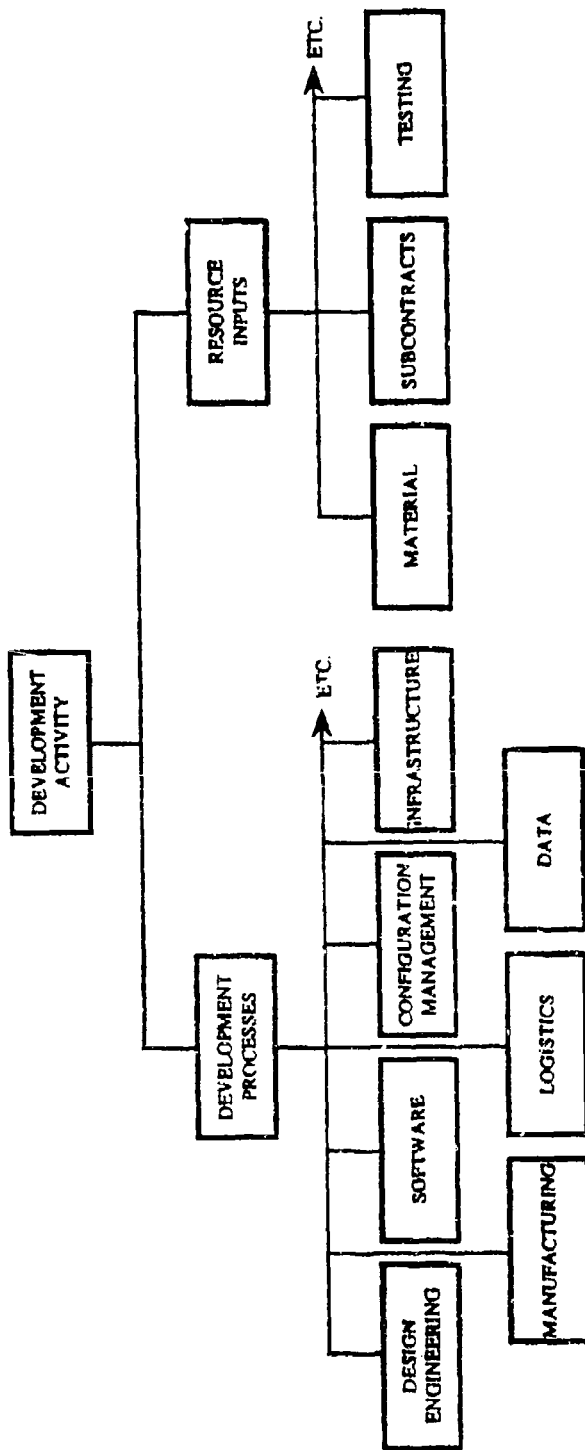 DEVELOPMENT
ACTIVITY
DEVELOPMENT
PROCESSES
RESOURCE
INPUTS
ETC.
ETC.
DESIGN
ENGINEERING
SOFTWARE
CONFIGURATION
MANAGEMENT
INFRASTRUCTURE
MATERIAL
SUBCONTRACTS
TESTING
MANUFACTURING
LOGISTICS
DATA